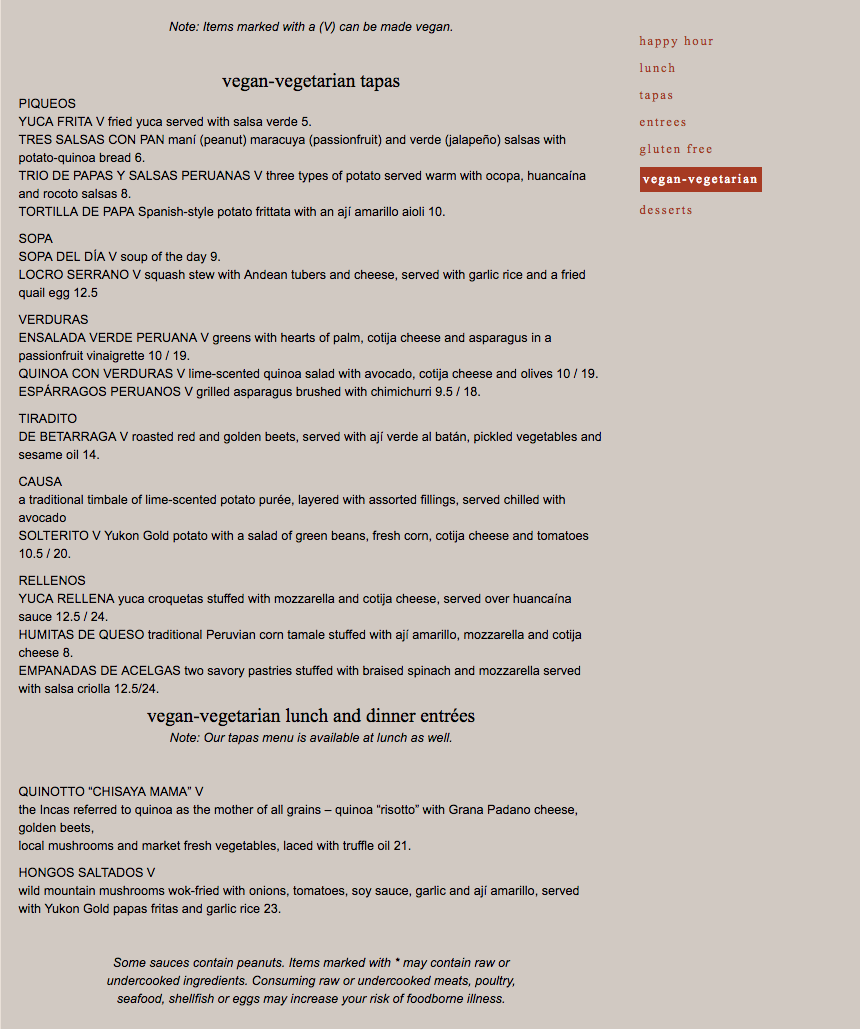 Note: Items marked with a (V) can be made vegan.
vegan-vegetarian tapas
PIQUEOS
YUCA FRITA V fried yuca served with salsa verde 5.
TRES SALSAS CON PAN maní (peanut) maracuya (passionfruit) and verde (jalapeño) salsas with
potato-quinoa bread 6.
TRIO DE PAPAS Y SALSAS PERUANAS V three types of potato served warm with ocopa, huancaína
and rocoto salsas 8.
TORTILLA DE PAPA Spanish-style potato frittata with an ají amarillo aioli 10.
SOPA
SOPA DEL DÍA V soup of the day 9.
LOCRO SERRANO V squash stew with Andean tubers and cheese, served with garlic rice and a fried
quail egg 12.5
VERDURAS
ENSALADA VERDE PERUANA V greens with hearts of palm, cotija cheese and asparagus in a
passionfruit vinaigrette 10 / 19.
QUINOA CON VERDURAS V lime-scented quinoa salad with avocado, cotija cheese and olives 10 / 19.
ESPÁRRAGOS PERUANOS V grilled asparagus brushed with chimichurri 9.5 / 18.
TIRADITO
DE BETARRAGA V roasted red and golden beets, served with ají verde al batán, pickled vegetables and
sesame oil 14.
CAUSA
a traditional timbale of lime-scented potato purée, layered with assorted fillings, served chilled with
avocado
SOLTERITO V Yukon Gold potato with a salad of green beans, fresh corn, cotija cheese and tomatoes
10.5 / 20.
RELLENOS
YUCA RELLENA yuca croquetas stuffed with mozzarella and cotija cheese, served over huancaína
sauce 12.5 / 24.
HUMITAS DE QUESO traditional Peruvian corn tamale stuffed with ají amarillo, mozzarella and cotija
cheese 8.
EMPANADAS DE ACELGAS two savory pastries stuffed with braised spinach and mozzarella served
with salsa criolla 12.5/24.
vegan-vegetarian lunch and dinner entrées
Note: Our tapas menu is available at lunch as well.
QUINOTTO “CHISAYA MAMA” V
the Incas referred to quinoa as the mother of all grains – quinoa “risotto” with Grana Padano cheese,
golden beets,
local mushrooms and market fresh vegetables, laced with truffle oil 21.
HONGOS SALTADOS V
wild mountain mushrooms wok-fried with onions, tomatoes, soy sauce, garlic and ají amarillo, served
with Yukon Gold papas fritas and garlic rice 23.
Some sauces contain peanuts. Items marked with * may contain raw or
undercooked ingredients. Consuming raw or undercooked meats, poultry,
seafood, shellfish or eggs may increase your risk of foodborne illness.
happy hour
lunch
tapas
entrees
gluten free
vegan-vegetarian
desserts